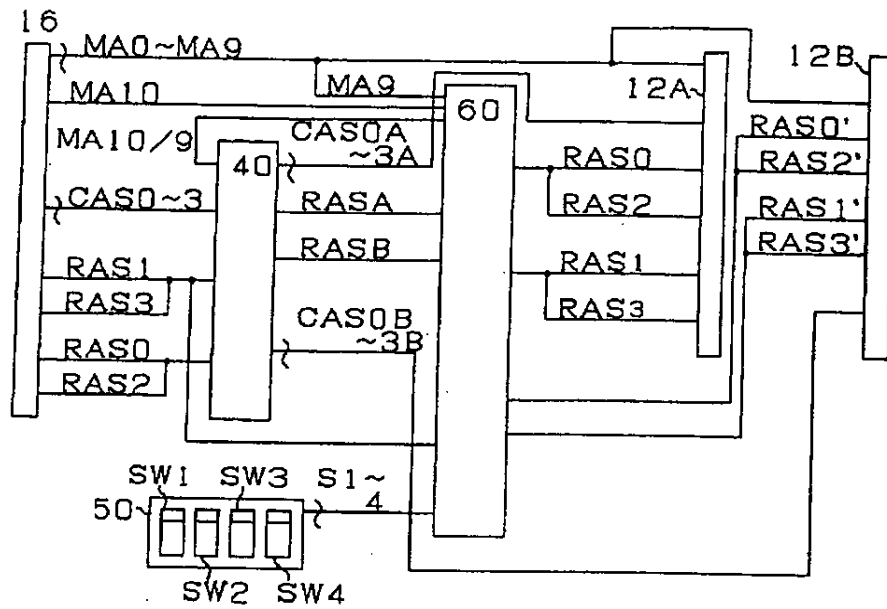 16
MA0~MA9
12B
MA9
12A
MA10
60
MA10/9
CAS0A
~3A
RAS0'
40
RAS0
RAS2'
CAS0~3
RASA
RAS2
RAS1'
RASB
RAS3'
RAS1
RAS1
RAS3
CAS0B
~3B
RAS3
RAS0
RAS2
SW1
SW3
S1~
4
50
SW2
SW4